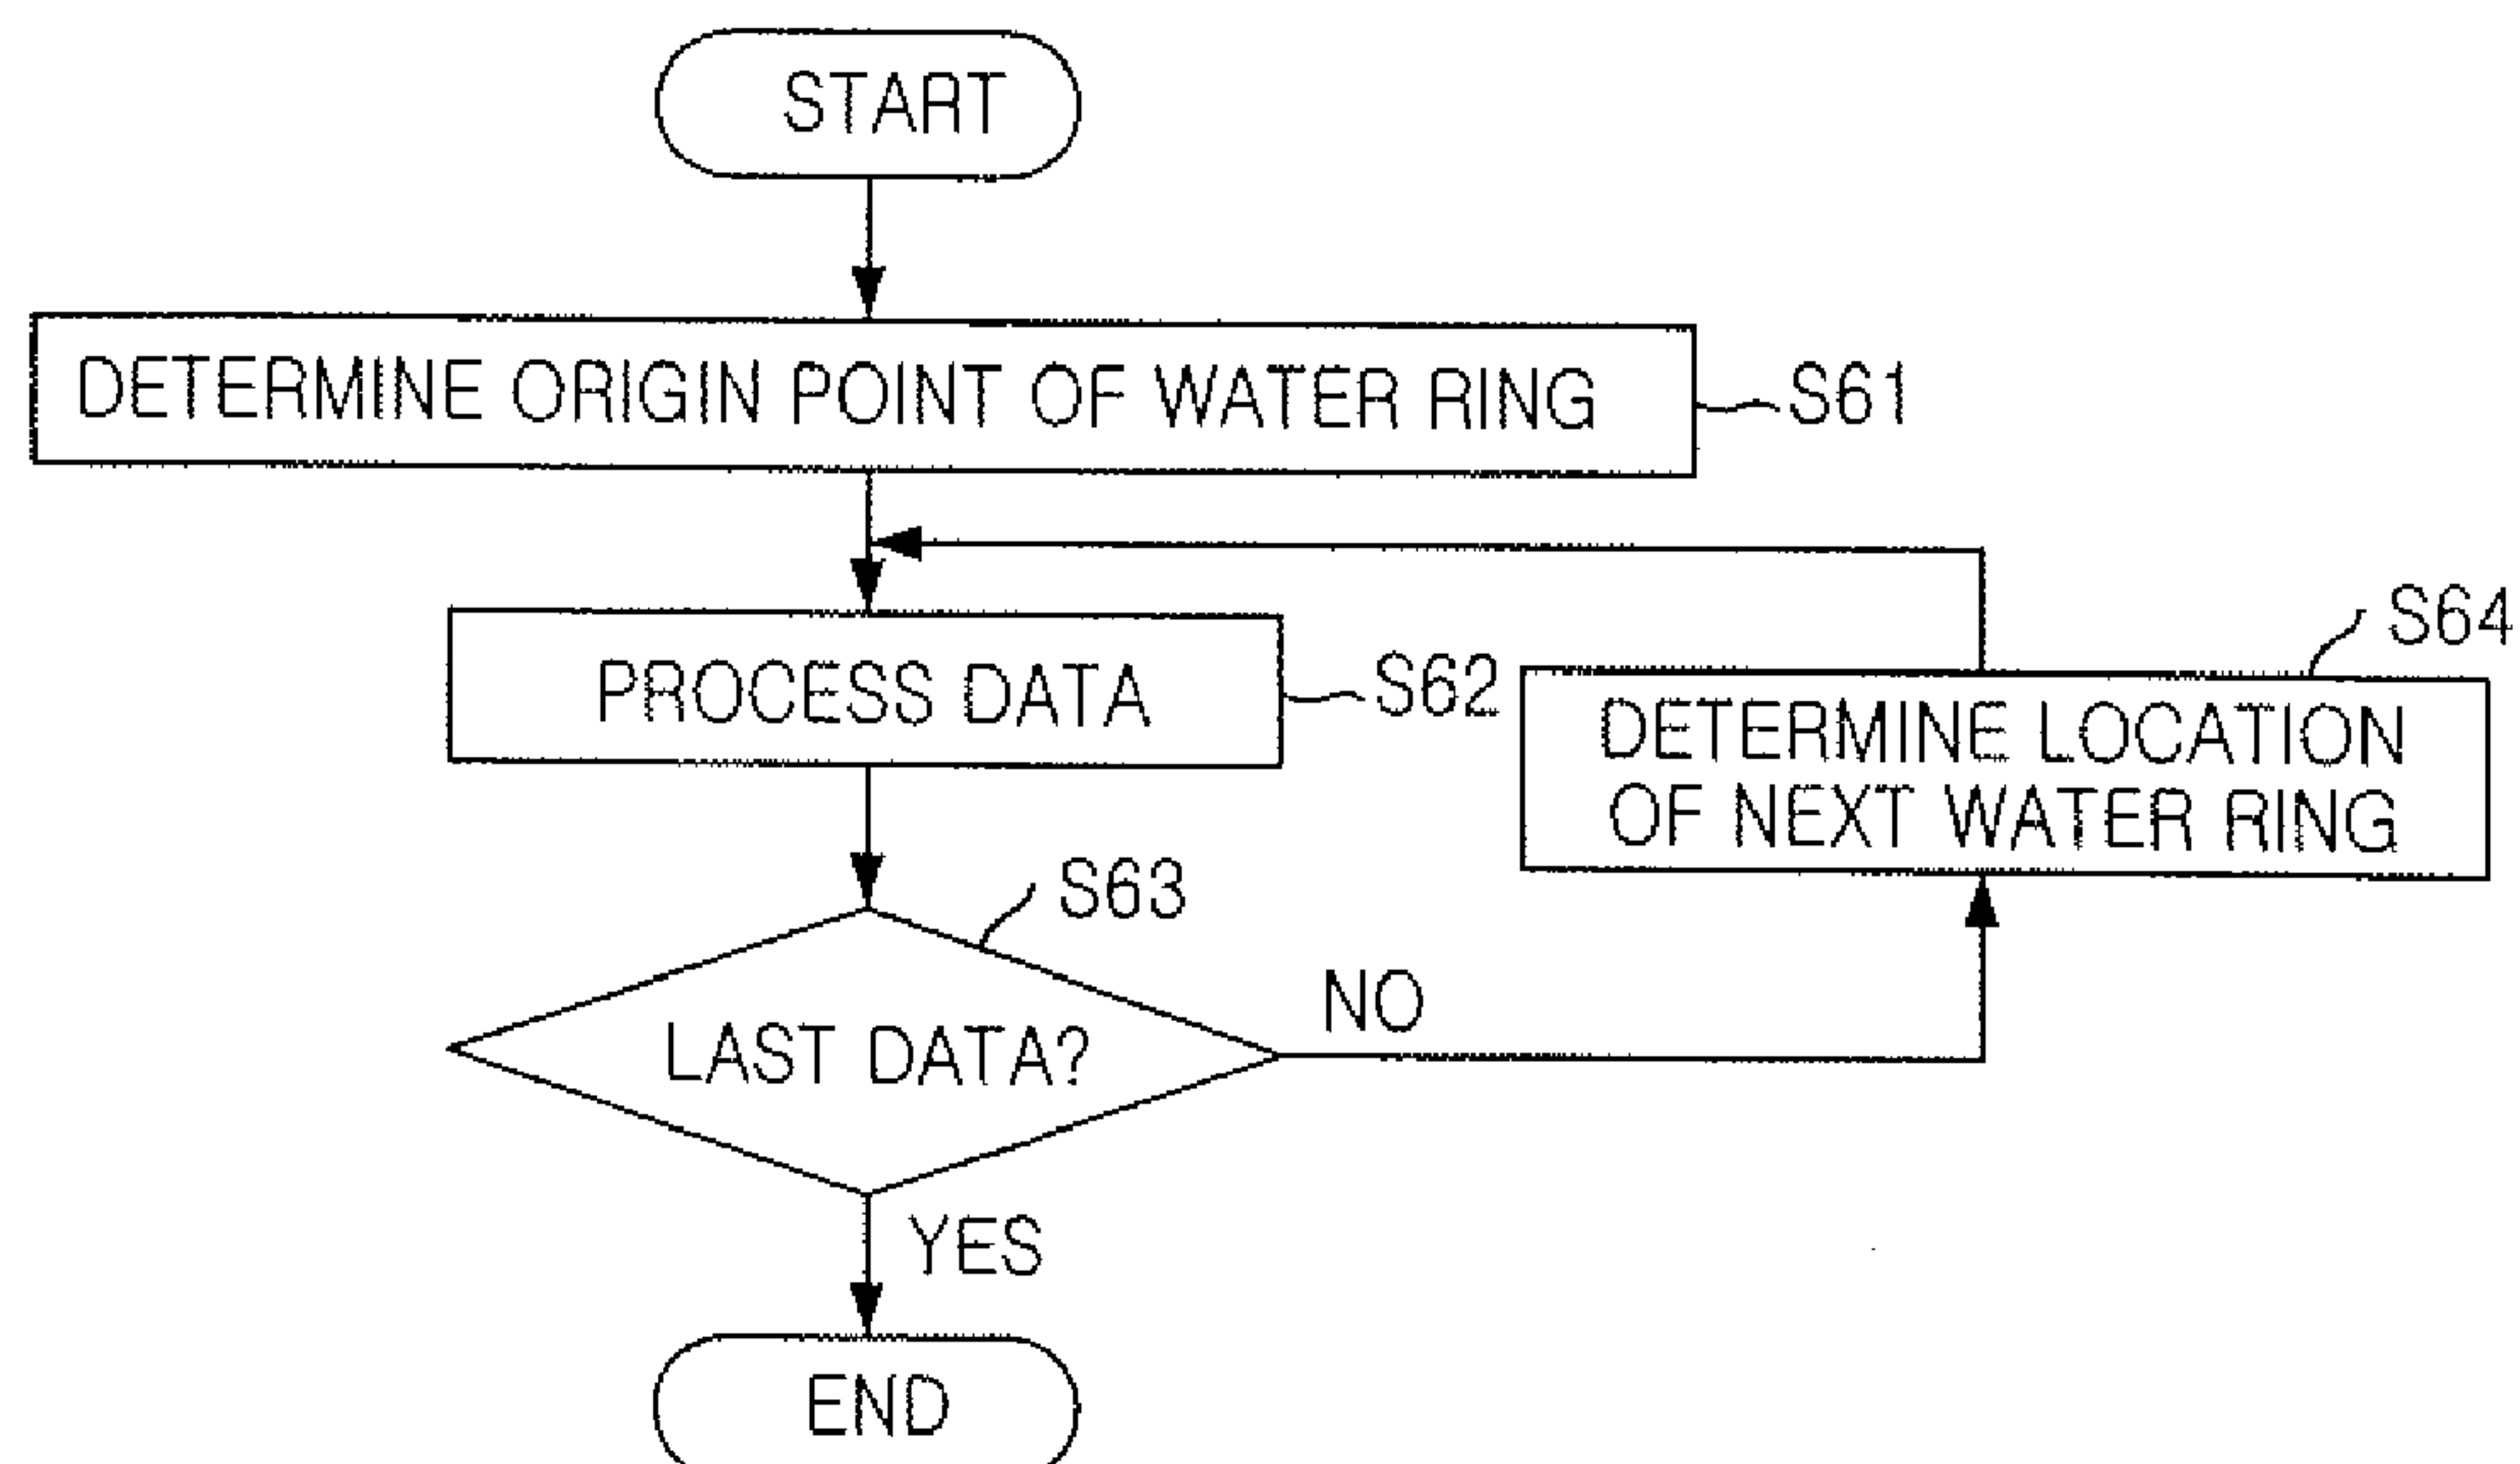 START
DETERMINE ORIGIN POINT OF WATER RING
S61
PROCESS DATA
S62
S64
DETERMINE LOCATION
OF NEXT WATER RING
S63
LAST DATA?
NO
YES
END